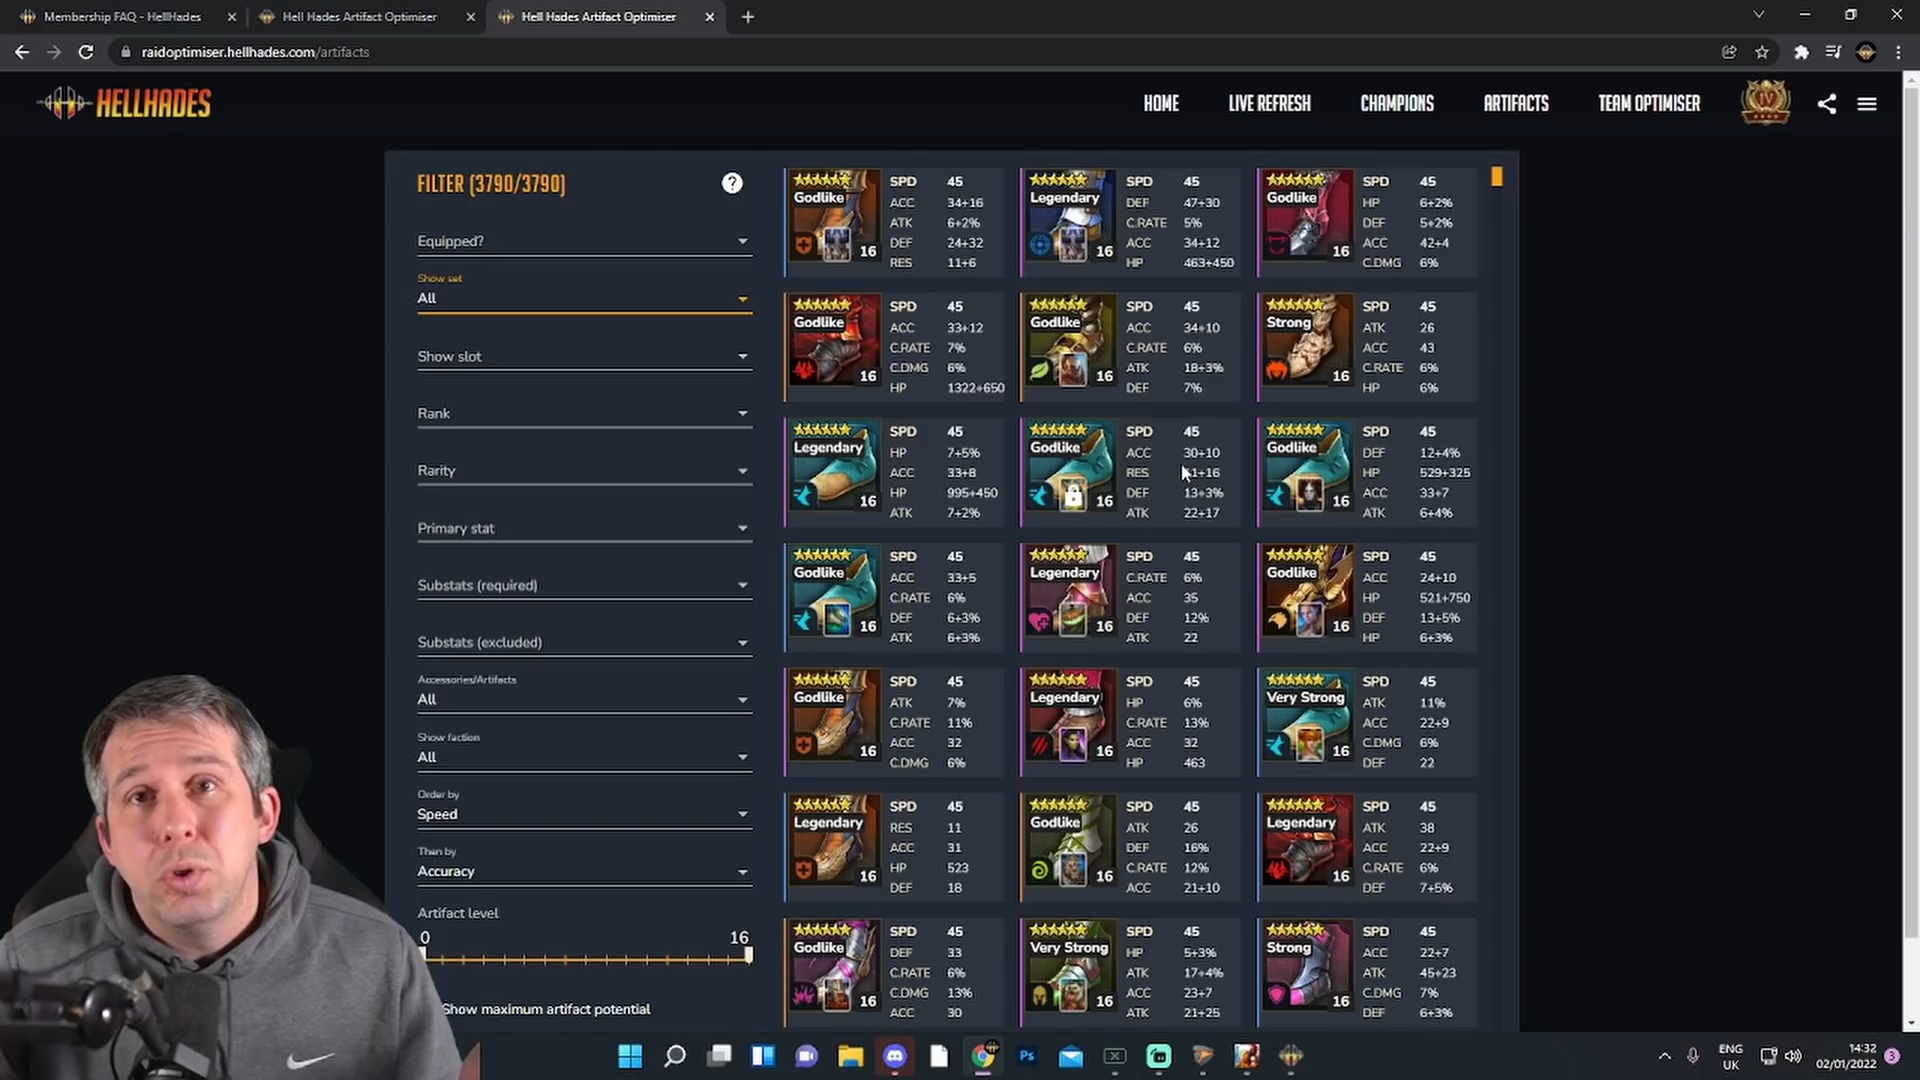 Membership FAQ - HellHades
Hell Hades Artifact Optimiser
Hell Hades Artifact Optimiser
raidoptimiser.hellhades.com/artifacts
HELLHADES
HOME
LIVE REFRESH
CHAMPIONS
ARTIFACTS
TEAM OPTIMISER
IV
FILTER (3790/3790)
?
Equipped?
Show set
All
Show slot
Rank
Rarity
Primary stat
Substats (required)
Substats (excluded)
Accessories/Artifacts
All
Show faction
All
Order by
Speed
Then by
Accuracy
Artifact level
0 16
Show maximum artifact potential
Godlike
16
SPD 45
ACC 34+16
ATK 6+2%
DEF 24+32
RES 11+6
Legendary
16
SPD 45
DEF 47+30
C.RATE 5%
ACC 34+12
HP 463+450
Godlike
16
SPD 45
HP 6+2%
DEF 5+2%
ACC 42+4
C.DMG 6%
Godlike
16
SPD 45
ACC 33+12
C.RATE 7%
C.DMG 6%
HP 1322+650
Godlike
16
SPD 45
ACC 34+10
C.RATE 6%
ATK 18+3%
DEF 7%
Strong
16
SPD 45
ATK 26
ACC 43
C.RATE 6%
HP 6%
Legendary
16
SPD 45
HP 7+5%
ACC 33+8
HP 995+450
ATK 7+2%
Godlike
16
SPD 45
ACC 30+10
RES 1+16
DEF 13+3%
ATK 22+17
Godlike
16
SPD 45
DEF 12+4%
HP 529+325
ACC 33+7
ATK 6+4%
Godlike
16
SPD 45
ACC 33+5
C.RATE 6%
DEF 6+3%
ATK 6+3%
Legendary
16
SPD 45
C.RATE 6%
ACC 35
DEF 12%
ATK 22
Godlike
16
SPD 45
ACC 24+10
HP 521+750
DEF 13+5%
HP 6+3%
Godlike
16
SPD 45
ATK 7%
C.RATE 11%
ACC 32
C.DMG 6%
Legendary
16
SPD 45
HP 6%
C.RATE 13%
ACC 32
HP 463
Very Strong
16
SPD 45
ATK 11%
ACC 22+9
C.DMG 6%
DEF 22
Legendary
16
SPD 45
RES 11
ACC 31
HP 523
DEF 18
Godlike
16
SPD 45
ATK 26
DEF 16%
C.RATE 12%
ACC 21+10
Legendary
16
SPD 45
ATK 38
ACC 22+9
C.RATE 6%
DEF 7+5%
Godlike
16
SPD 45
DEF 33
C.RATE 6%
C.DMG 13%
ACC 30
Very Strong
16
SPD 45
HP 5+3%
ATK 17+4%
ACC 23+7
ATK 21+25
Strong
16
SPD 45
ACC 22+7
ATK 45+23
C.DMG 7%
DEF 6+3%
Ps
ENG
UK
14:32
02/01/2022
3